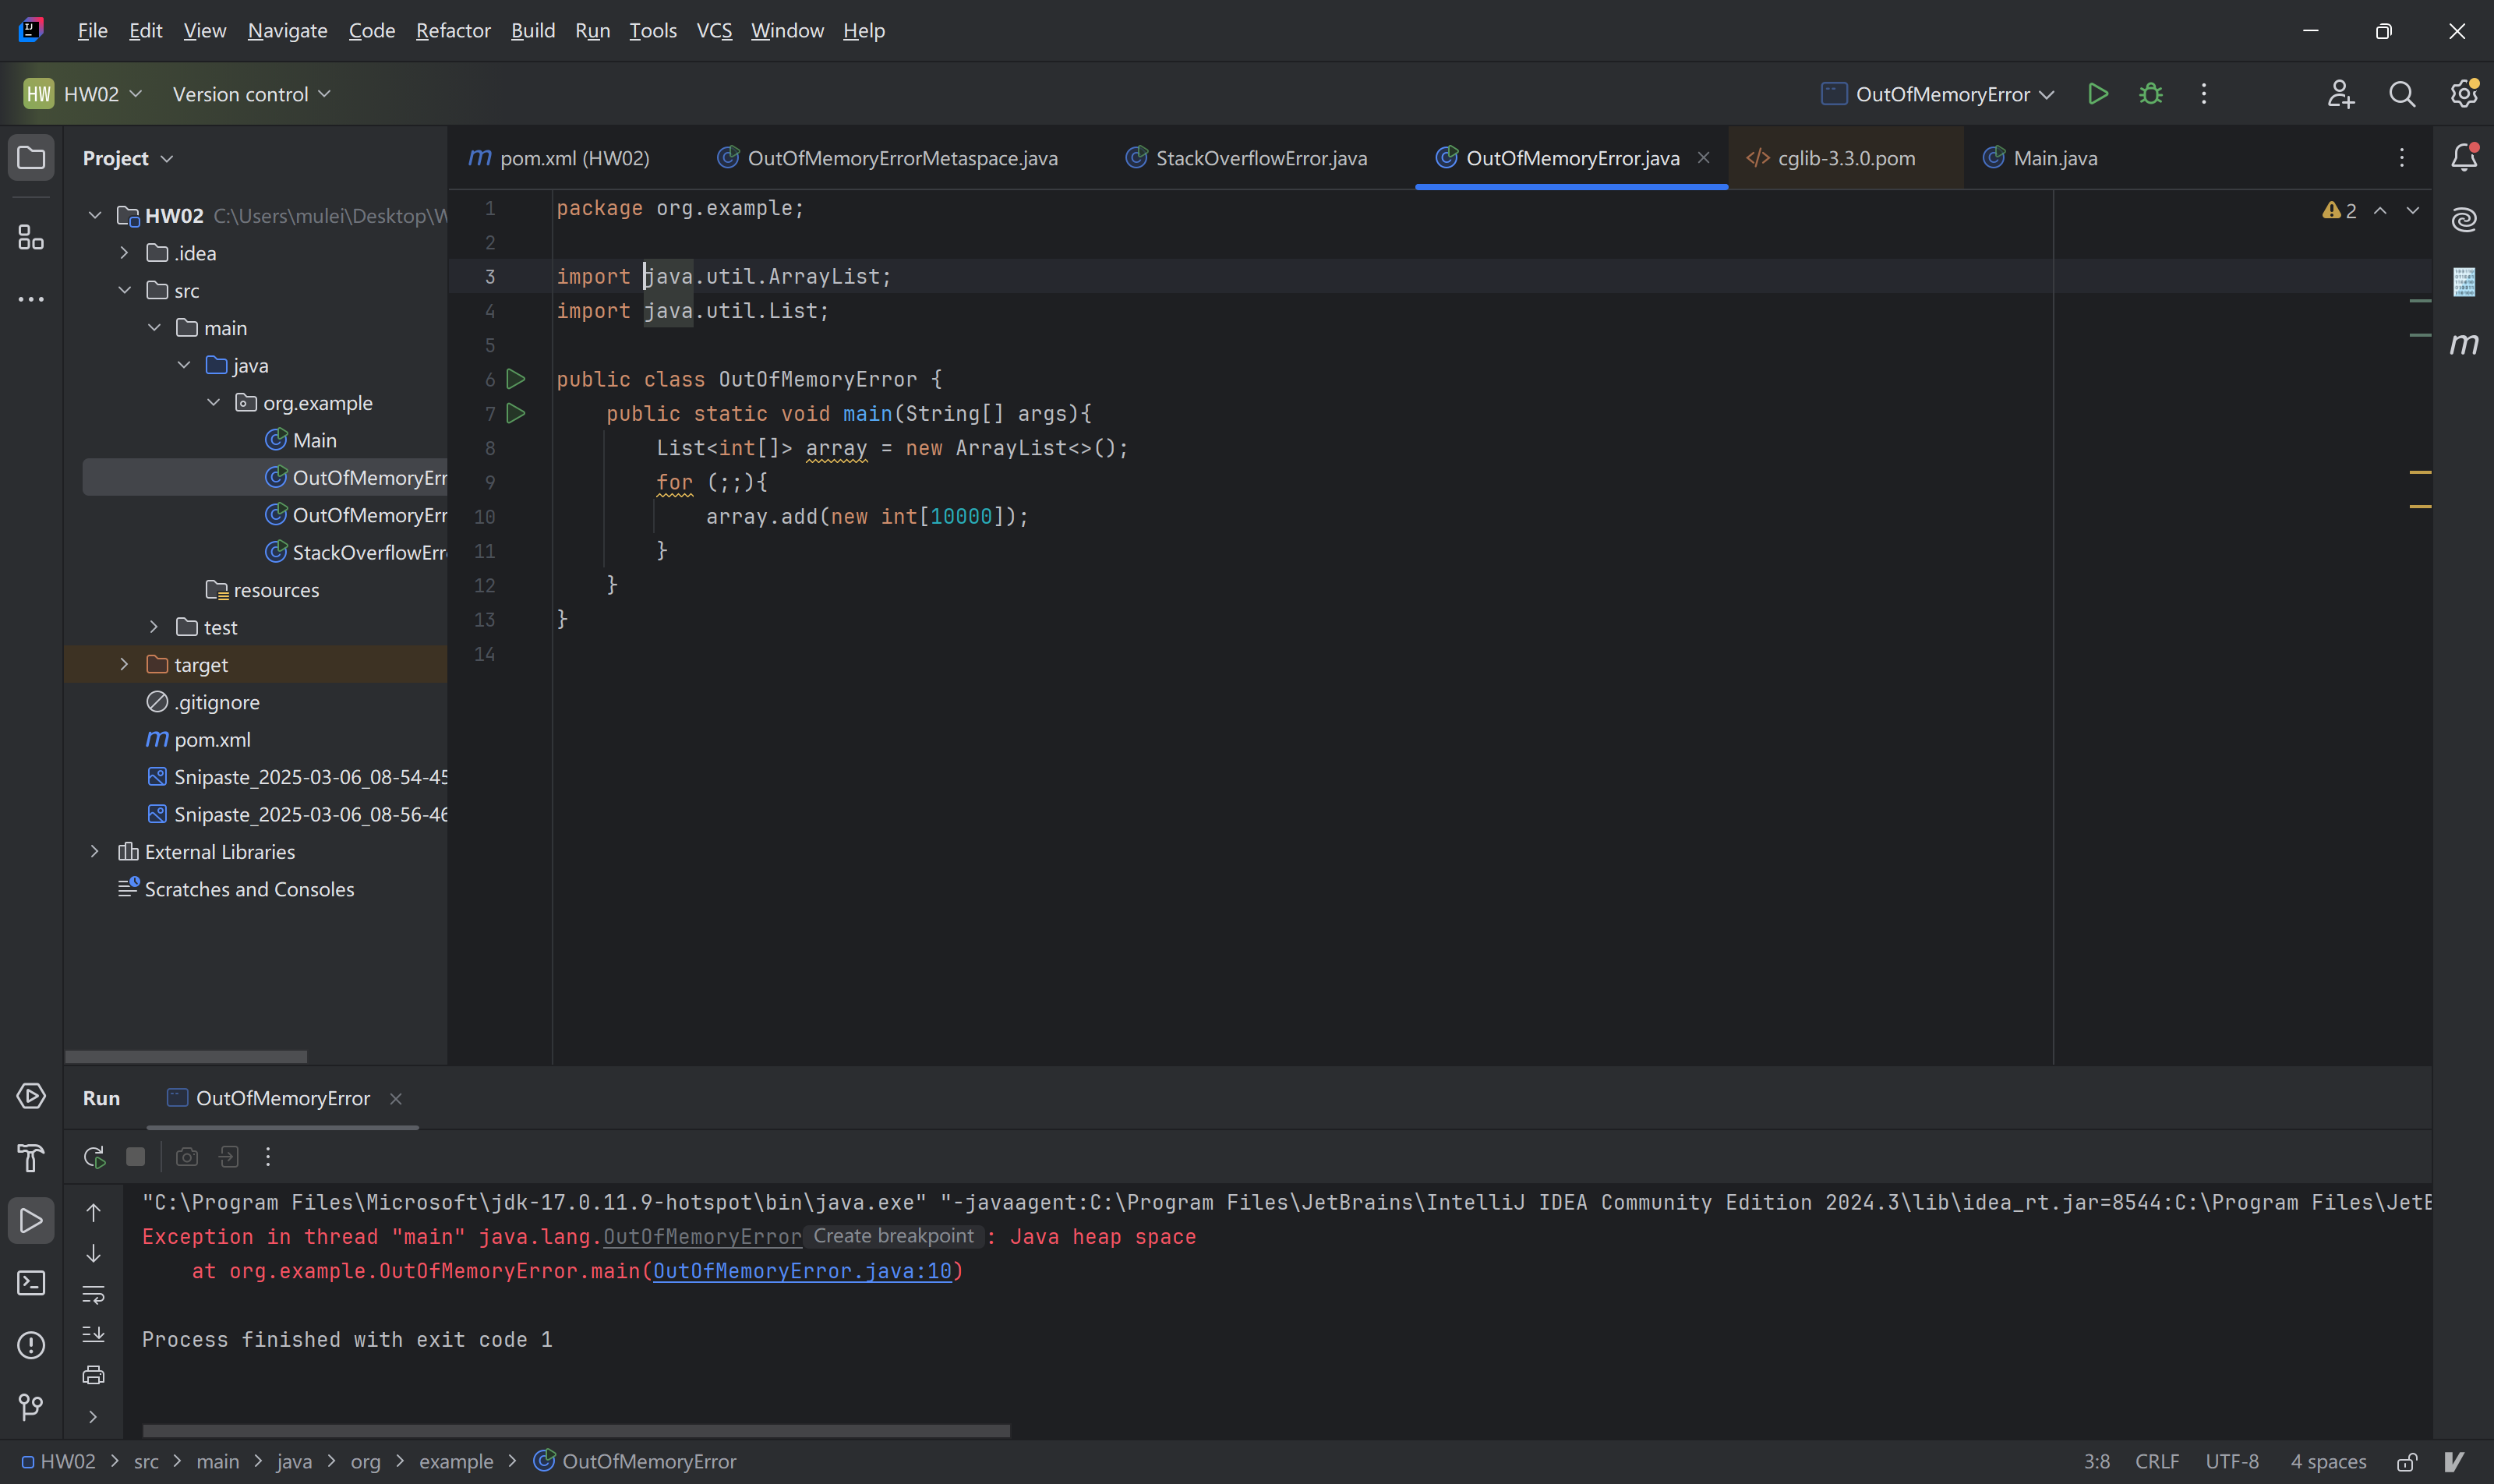 File Edit View Navigate Code Refactor Build Run Tools VCS Window Help
HW HW02 Version control OutOfMemoryError
Project
pom.xml (HW02) OutOfMemoryErrorMetaspace.java StackOverflowError.java OutOfMemoryError.java cglib-3.3.0.pom Main.java
HW02 C:\Users\mulei\Desktop\W
.idea
src
main
java
org.example
Main
OutOfMemoryErr
OutOfMemoryErr
StackOverflowErr
resources
test
target
.gitignore
pom.xml
Snipaste_2025-03-06_08-54-45
Snipaste_2025-03-06_08-56-46
External Libraries
Scratches and Consoles
1 package org.example;
2
3 import java.util.ArrayList;
4 import java.util.List;
5
6 public class OutOfMemoryError {
7 public static void main(String[] args){
8 List<int[]> array = new ArrayList<>();
9 for (;;){
10 array.add(new int[10000]);
11 }
12 }
13 }
14
2
Run OutOfMemoryError
"C:\Program Files\Microsoft\jdk-17.0.11.9-hotspot\bin\java.exe" "-javaagent:C:\Program Files\JetBrains\IntelliJ IDEA Community Edition 2024.3\lib\idea_rt.jar=8544:C:\Program Files\JetB
Exception in thread "main" java.lang.OutOfMemoryError Create breakpoint : Java heap space
at org.example.OutOfMemoryError.main(OutOfMemoryError.java:10)
Process finished with exit code 1
HW02 > src > main > java > org > example > OutOfMemoryError
3:8 CRLF UTF-8 4 spaces